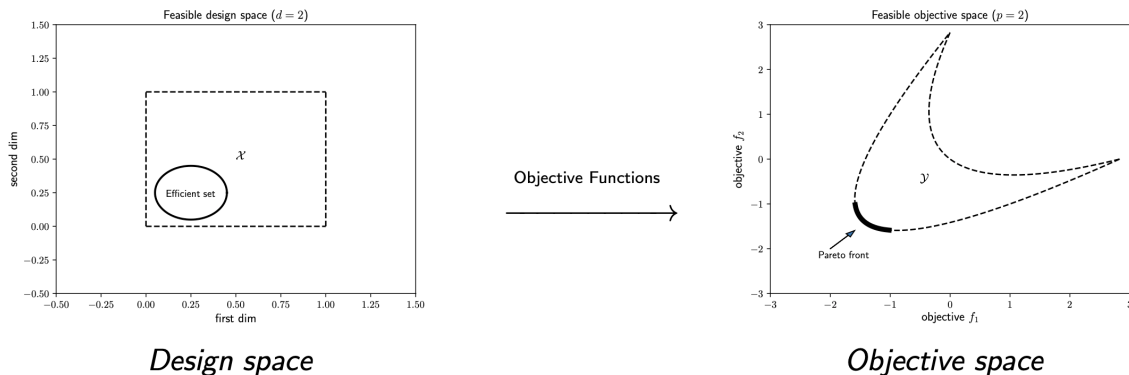 Feasible design space (d = 2)
1.50
1.25
1.00
0.75
0.50
0.25
0.00
−0.25
−0.50
second dim
𝒳
Efficient set
−0.50 −0.25 0.00 0.25 0.50 0.75 1.00 1.25 1.50
first dim
Design space
Objective Functions
Feasible objective space (p = 2)
3
2
1
0
−1
−2
−3
objective f₂
𝒴
Pareto front
−3 −2 −1 0 1 2 3
objective f₁
Objective space